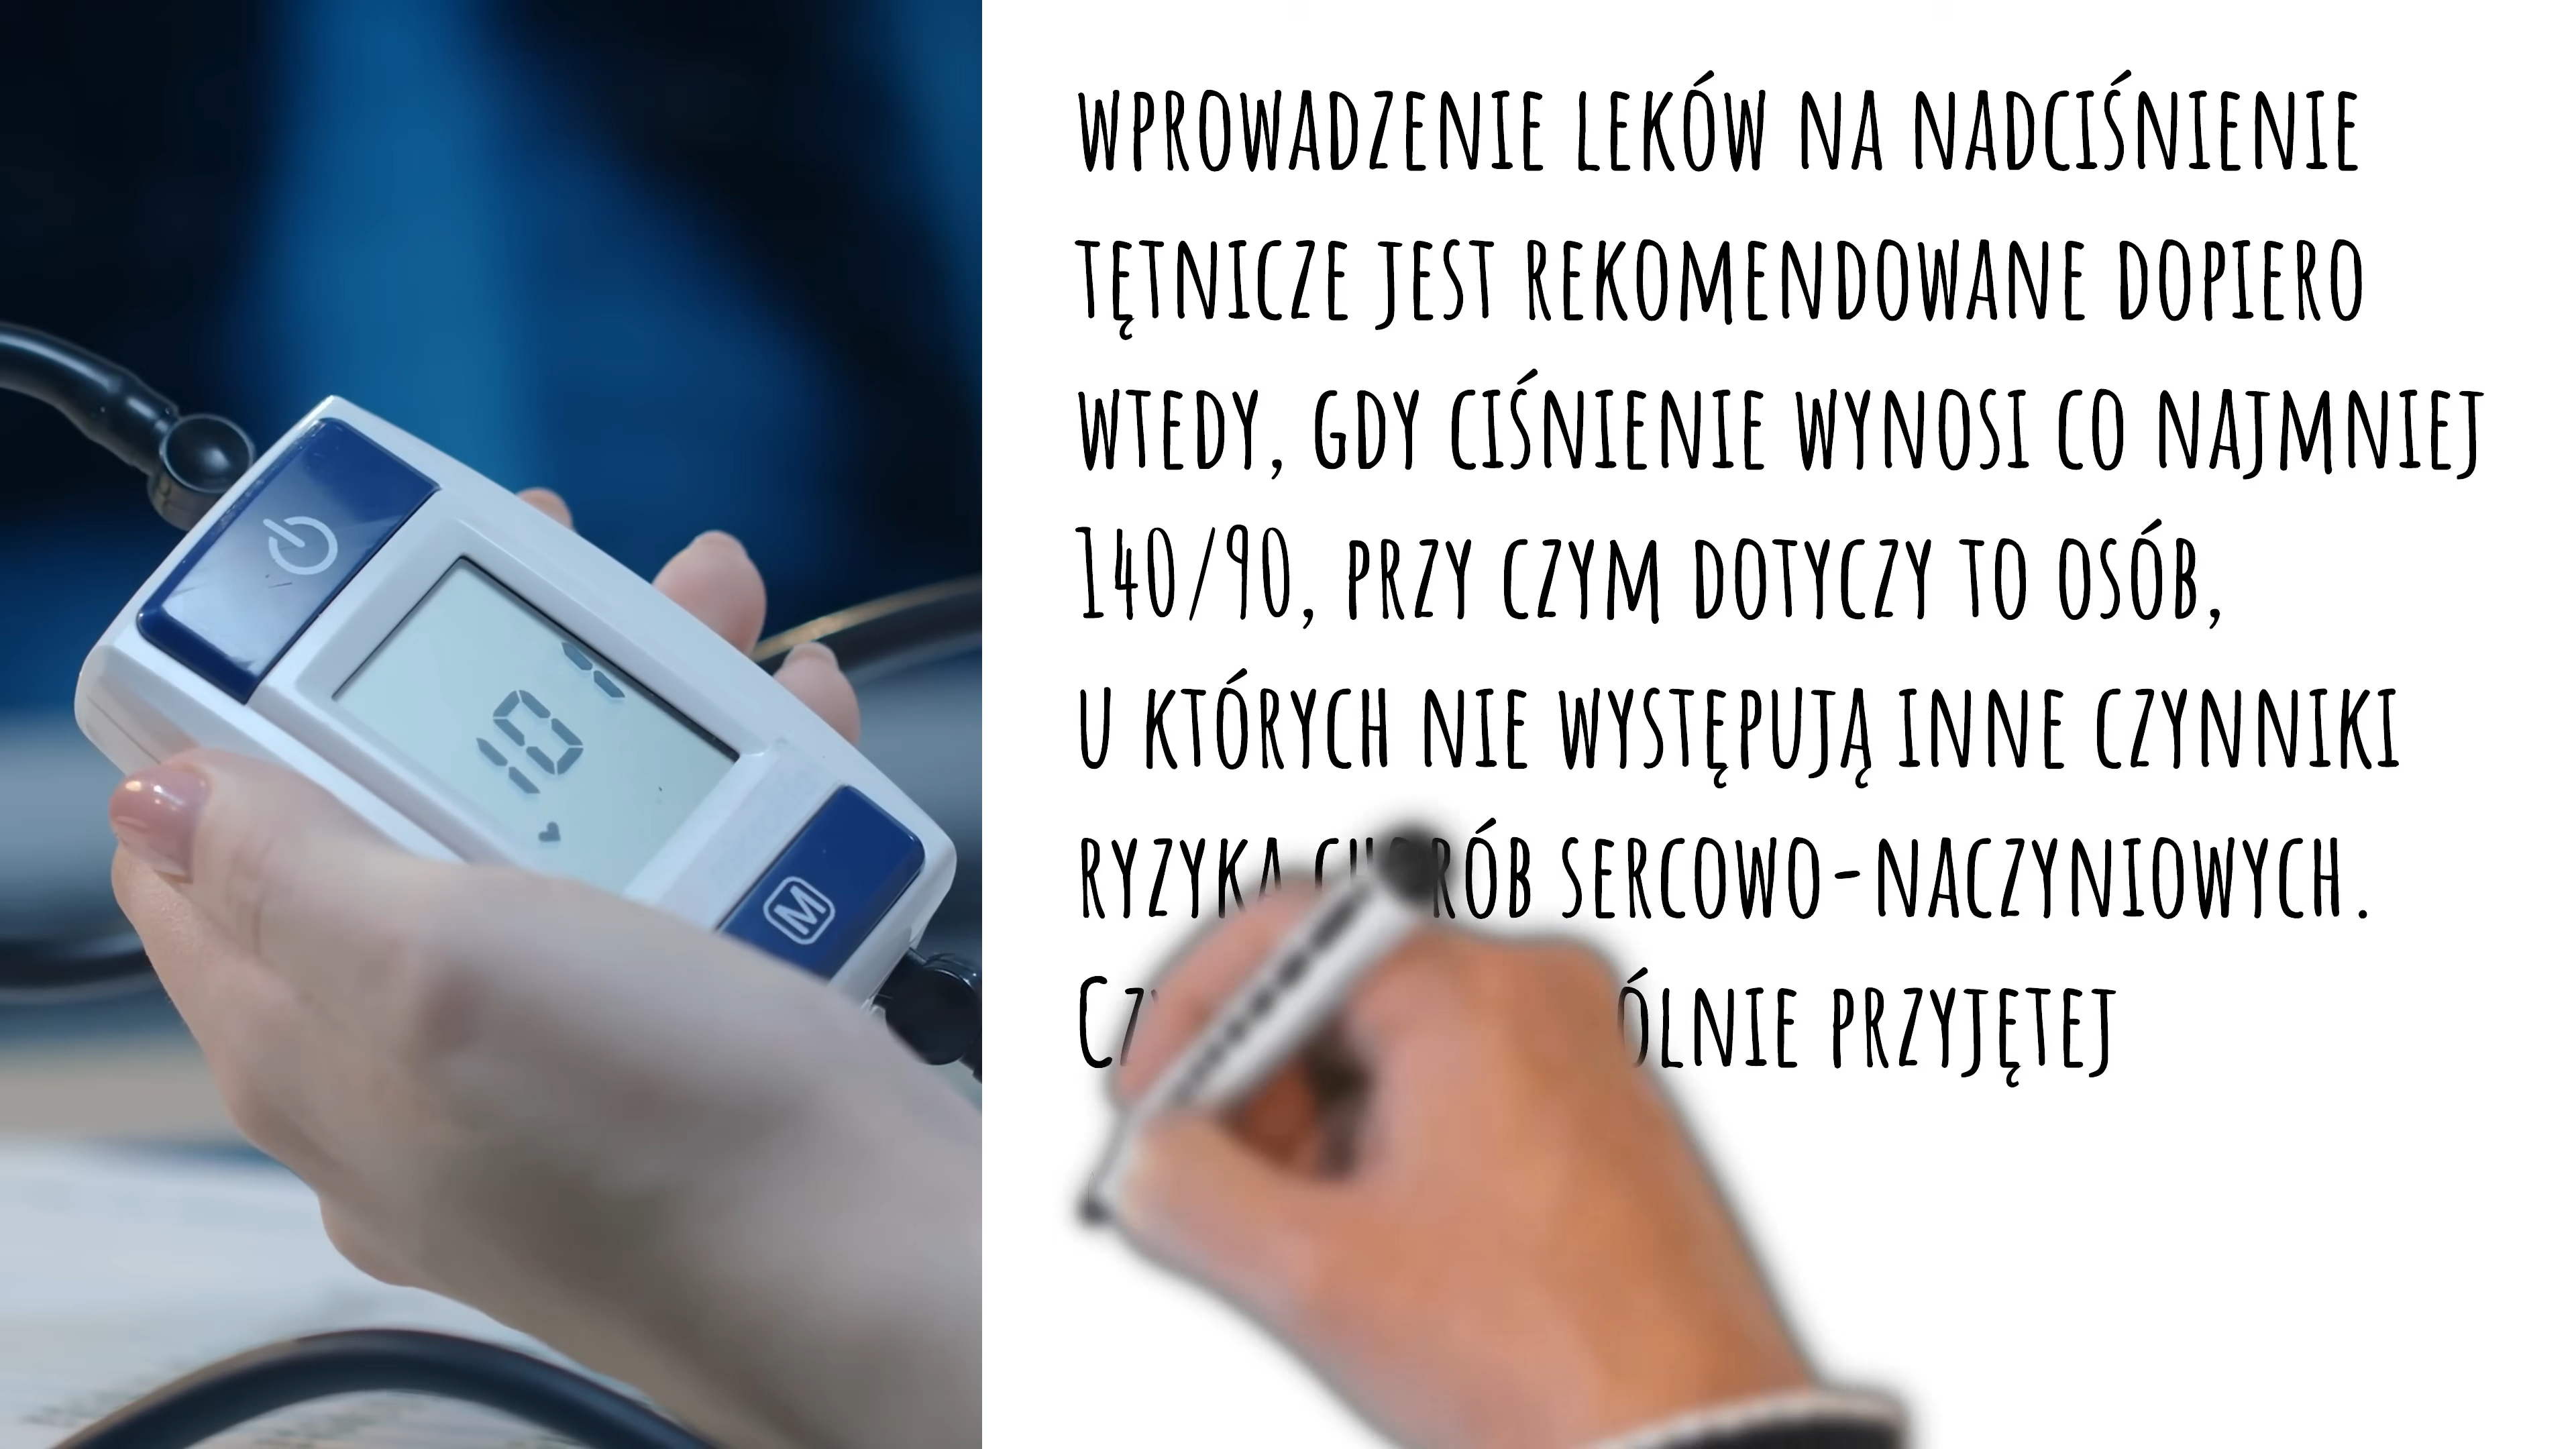 WPROWADZENIE LEKÓW NA NADCIŚNIENIE
TĘTNICZE JEST REKOMENDOWANE DOPIERO
WTEDY, GDY CIŚNIENIE WYNOSI CO NAJMNIEJ
140/90, PRZY CZYM DOTYCZY TO OSÓB,
U KTÓRYCH NIE WYSTĘPUJĄ INNE CZYNNIKI
RYZYKA CHORÓB SERCOWO-NACZYNIOWYCH.
PRZYJĘTEJ
M